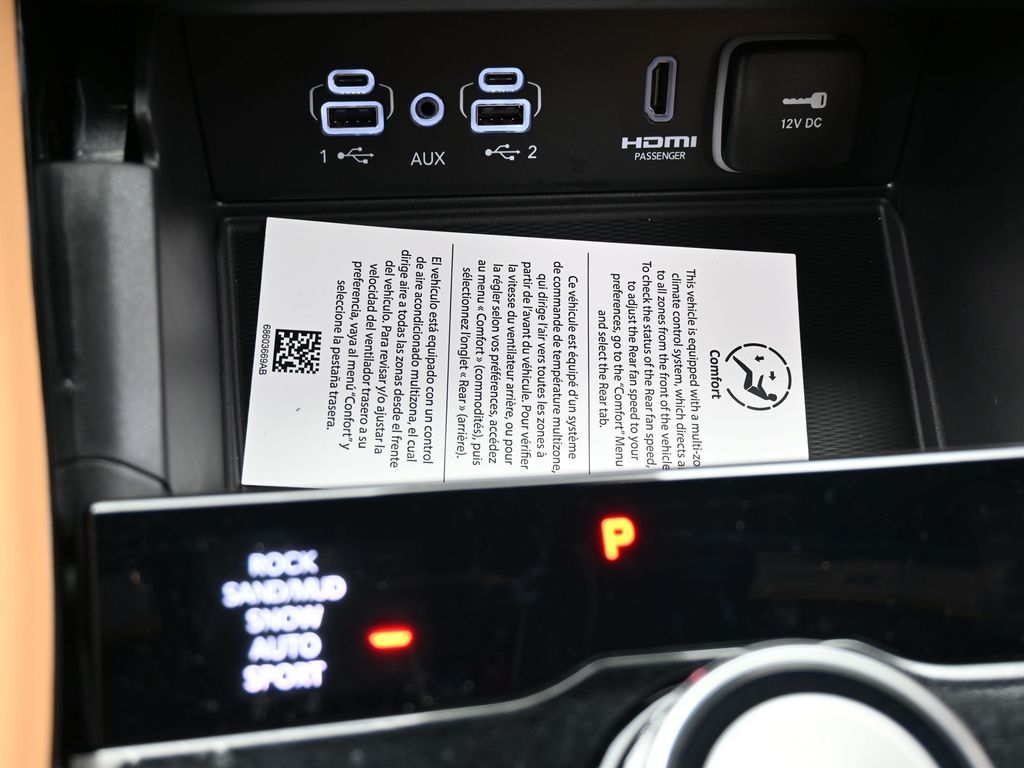 1
AUX
2
HDMI
PASSENGER
12V DC
Comfort
This vehicle is equipped with a multi-zo
climate control system, which directs a
to all zones from the front of the vehicle
To check the status of the Rear fan speed,
to adjust the Rear fan speed to your
preferences, go to the "Comfort" Menu
and select the Rear tab.
Ce véhicule est équipé d'un système
de commande de température multizone,
qui dirige l'air vers toutes les zones à
partir de l'avant du véhicule. Pour vérifier
la vitesse du ventilateur arrière, ou pour
la régler selon vos préférences, accédez
au menu « Comfort » (commodités), puis
sélectionnez l'onglet « Rear » (arrière).
El vehículo está equipado con un control
de aire acondicionado multizona, el cual
dirige aire a todas las zonas desde el frente
del vehículo. Para revisar y/o ajustar la
velocidad del ventilador trasero a su
preferencia, vaya al menú "Comfort" y
seleccione la pestaña trasera.
68603669AB
P
ROCK
SAND/MUD
SNOW
AUTO
SPORT